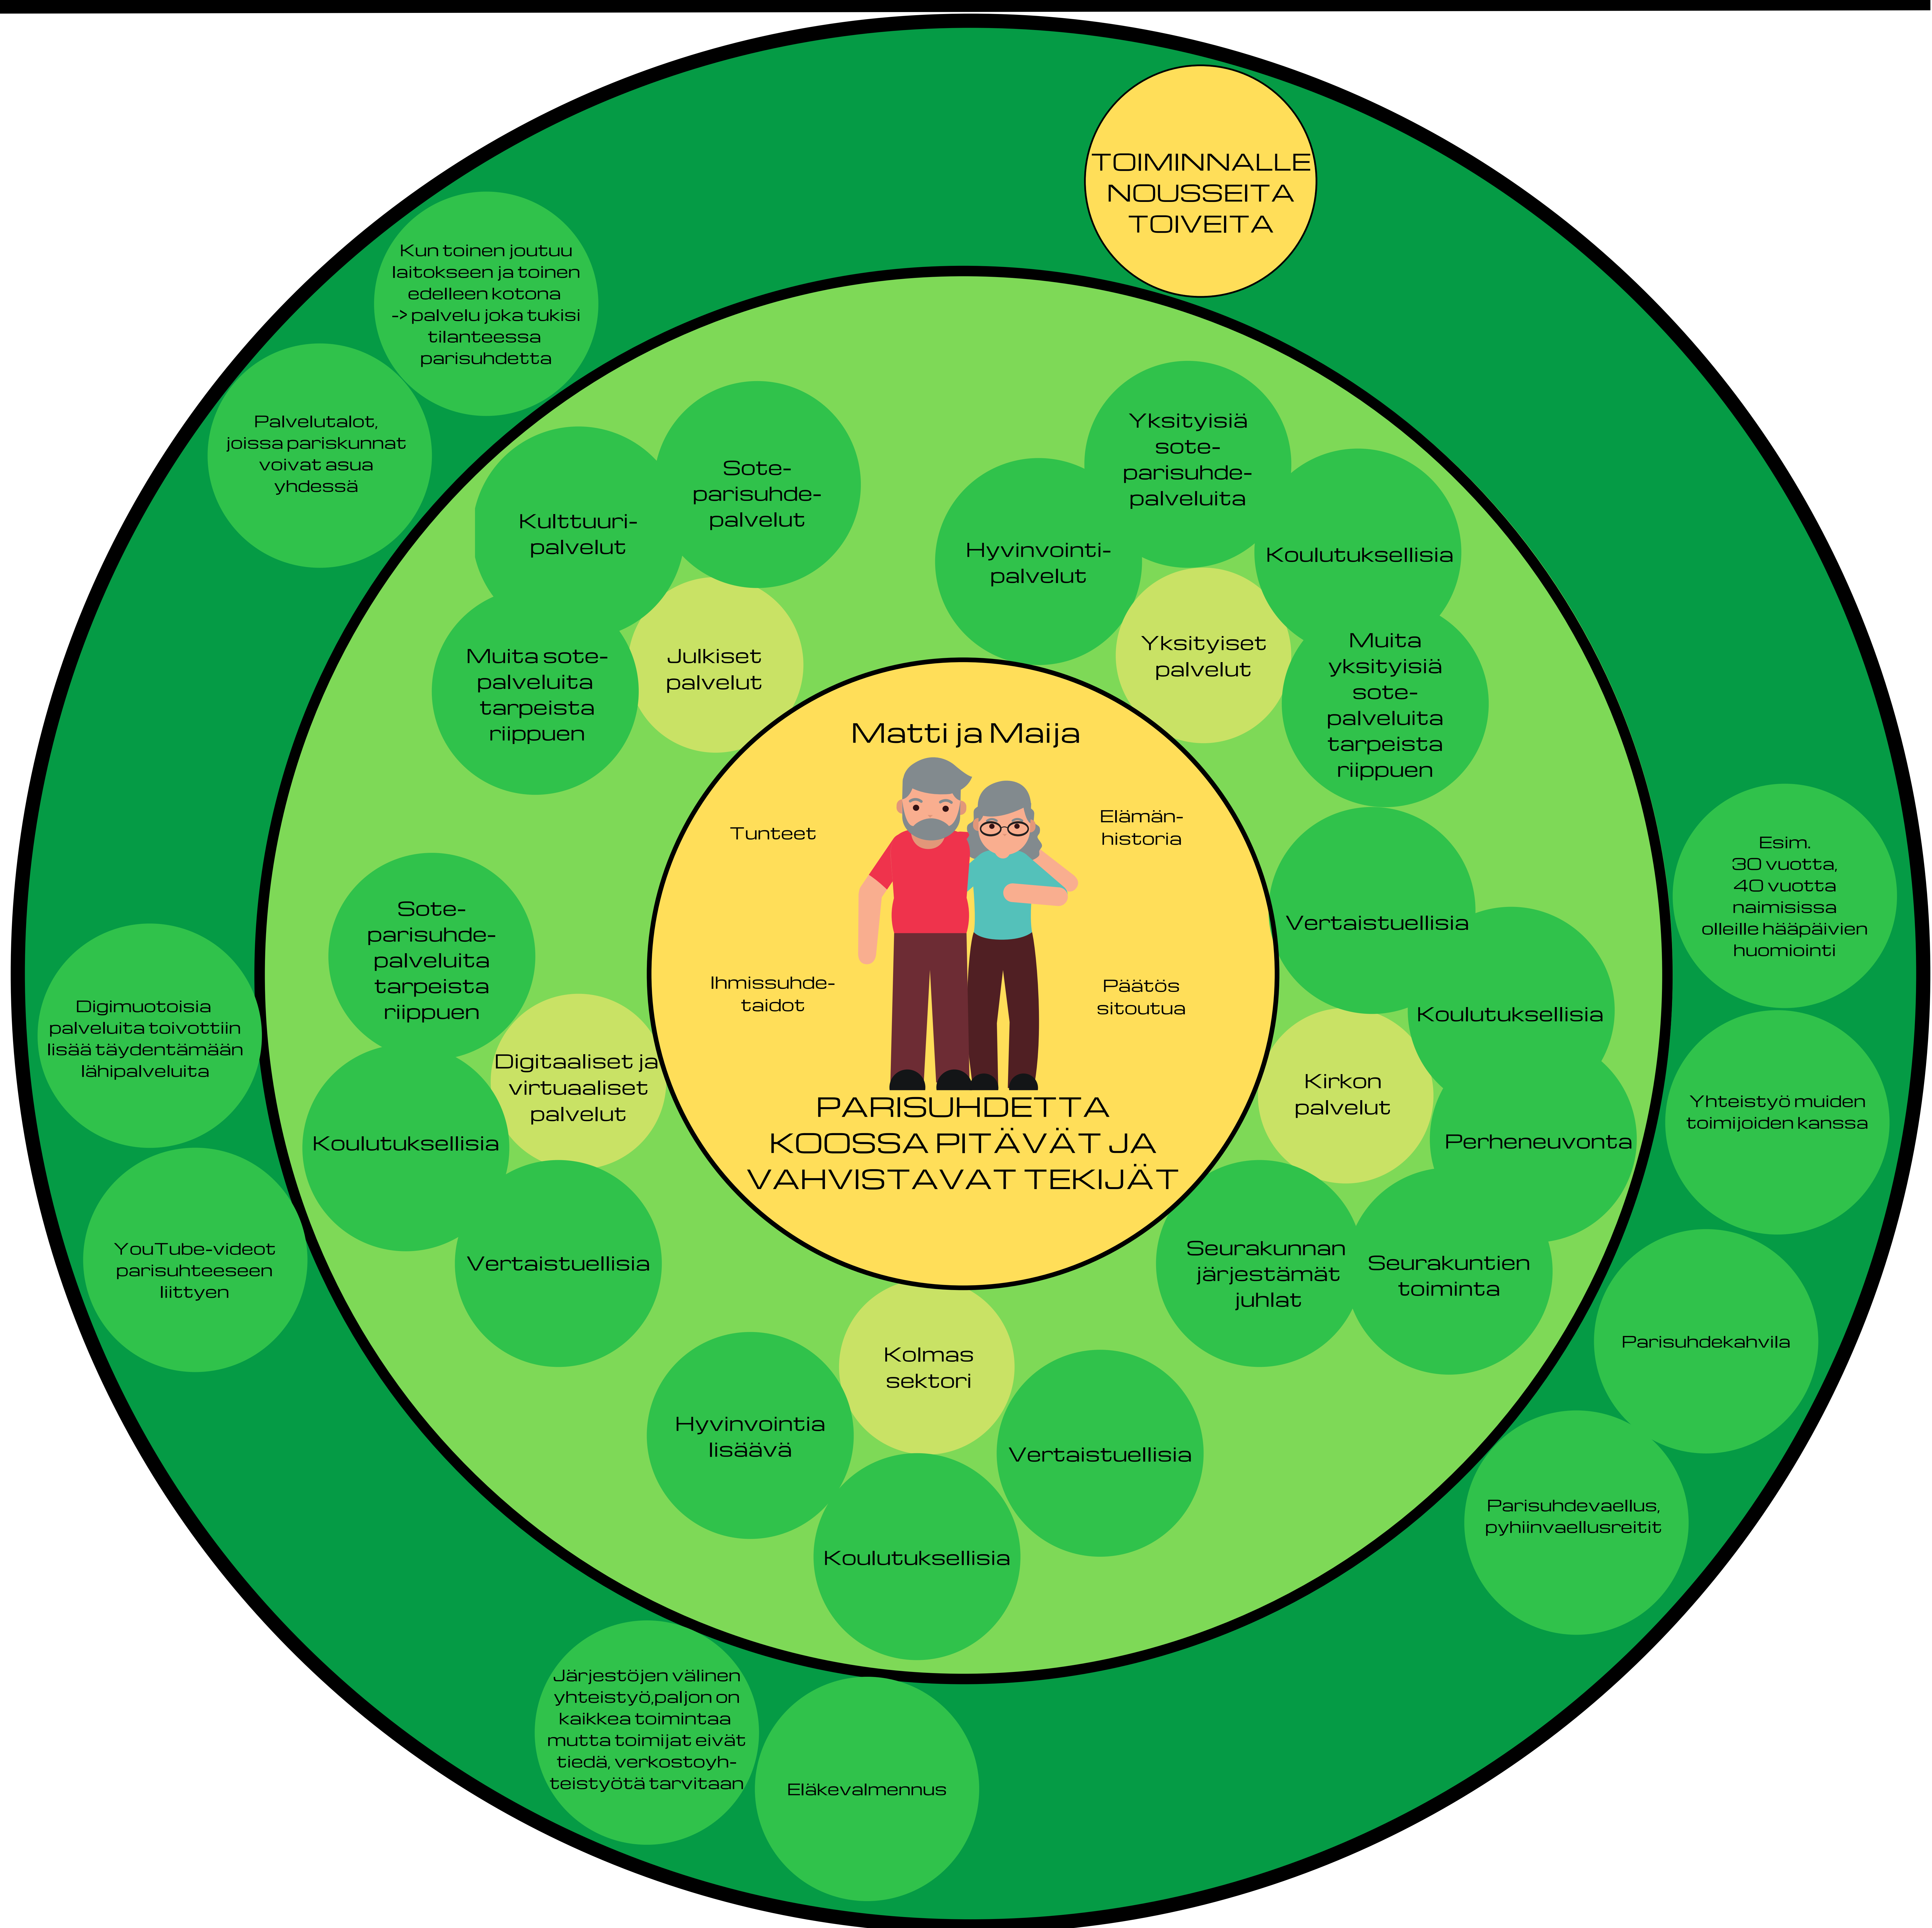 TOIMINNALLE
NOUSSEITA
TOIVEITA
Kun toinen joutuu
laitokseen ja toinen
edelleen kotona
-> palvelu joka tukisi
tilanteessa
parisuhdetta
Palvelutalot,
joissa pariskunnat
voivat asua
yhdessä
Sote-
parisuhde-
palvelut
Kulttuuri-
palvelut
Muita sote-
palveluita
tarpeista
riippuen
Julkiset
palvelut
Yksityisiä
sote-
parisuhde-
palveluita
Hyvinvointi-
palvelut
Koulutuksellisia
Yksityiset
palvelut
Muita
yksityisiä
sote-
palveluita
tarpeista
riippuen
Matti ja Maija
Tunteet
Elämän-
historia
Ihmissuhde-
taidot
Päätös
sitoutua
PARISUHDETTA
KOOSSA PITÄVÄT JA
VAHVISTAVAT TEKIJÄT
Sote-
parisuhde-
palveluita
tarpeista
riippuen
Digitaaliset ja
virtuaaliset
palvelut
Koulutuksellisia
Vertaistuellisia
Digimuotoisia
palveluita toivottiin
lisää täydentämään
lähipalveluita
YouTube-videot
parisuhteeseen
liittyen
Vertaistuellisia
Koulutuksellisia
Kirkon
palvelut
Perheneuvonta
Seurakunnan
järjestämät
juhlat
Seurakuntien
toiminta
Esim.
30 vuotta,
40 vuotta
naimisissa
olleille hääpäivien
huomiointi
Yhteistyö muiden
toimijoiden kanssa
Parisuhdekahvila
Parisuhdevaellus,
pyhiinvaellusreitit
Kolmas
sektori
Hyvinvointia
lisäävä
Vertaistuellisia
Koulutuksellisia
Järjestöjen välinen
yhteistyö,paljon on
kaikkea toimintaa
mutta toimijat eivät
tiedä, verkostoyh-
teistyötä tarvitaan
Eläkevalmennus